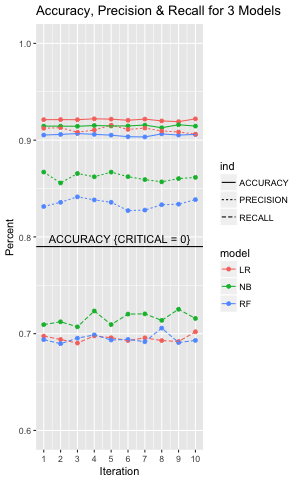 Accuracy, Precision & Recall for 3 Models
1.0
0.9
0.8
0.7
0.6
Percent
ACCURACY {CRITICAL = 0}
1 2 3 4 5 6 7 8 9 10
Iteration
ind
ACCURACY
PRECISION
RECALL
model
LR
NB
RF